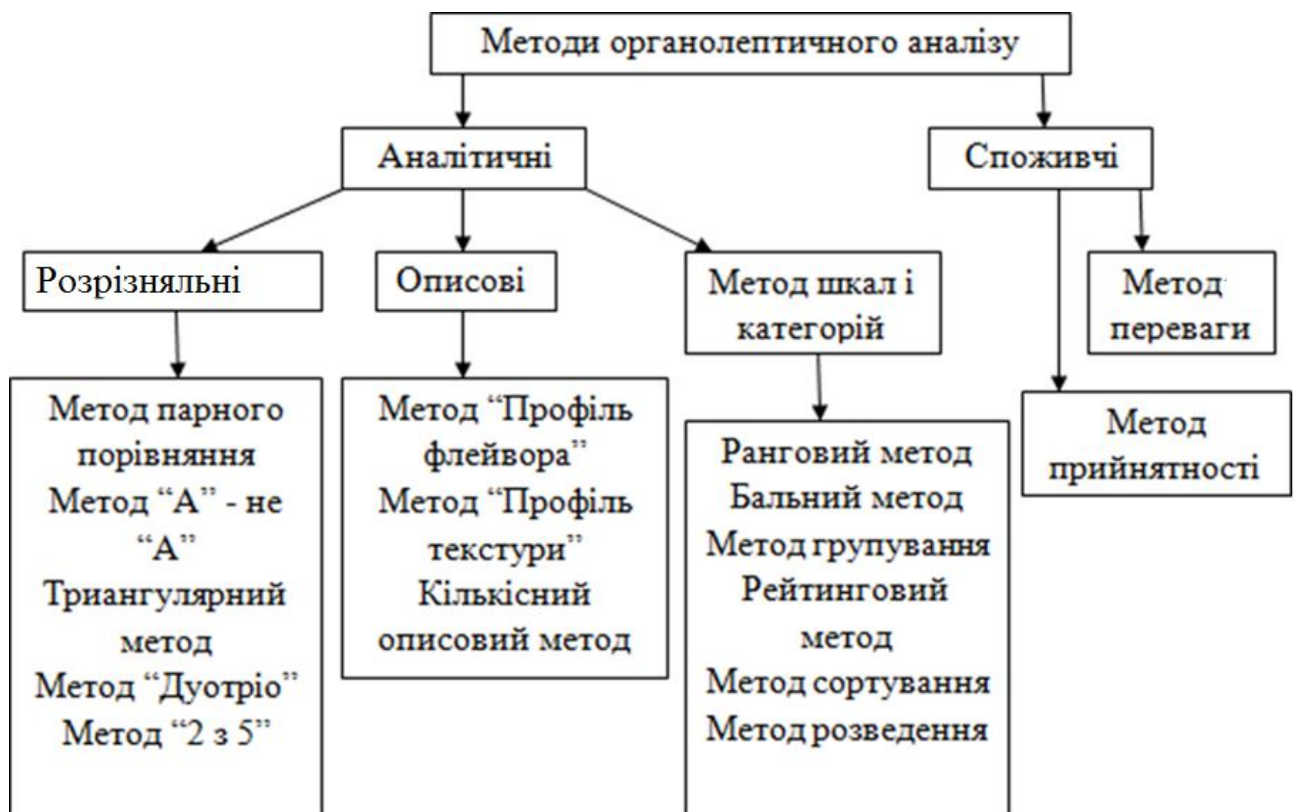 Методи органолептичного аналізу
Аналітичні
Споживчі
Розрізняльні
Описові
Метод шкал і
категорій
Метод
переваги
Метод парного
порівняння
Метод “А” - не
“А”
Триангулярний
метод
Метод “Дуотріо”
Метод “2 з 5”
Метод “Профіль
флейвора”
Метод “Профіль
текстури”
Кількісний
описовий метод
Ранговий метод
Бальний метод
Метод групування
Рейтинговий
метод
Метод сортування
Метод розведення
Метод
прийнятності